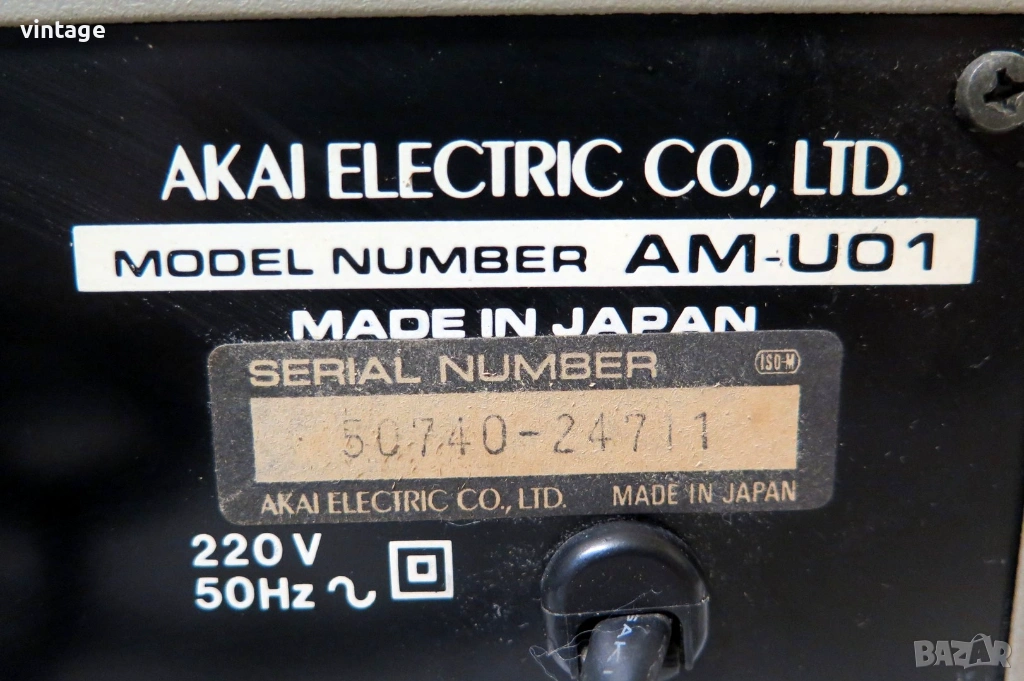 vintage
AKAI ELECTRIC CO., LTD.
MODEL NUMBER AM-U01
MADE IN JAPAN
SERIAL NUMBER ISO-M
50740-24711
AKAI ELECTRIC CO., LTD. MADE IN JAPAN
220V
50Hz
BAZAR